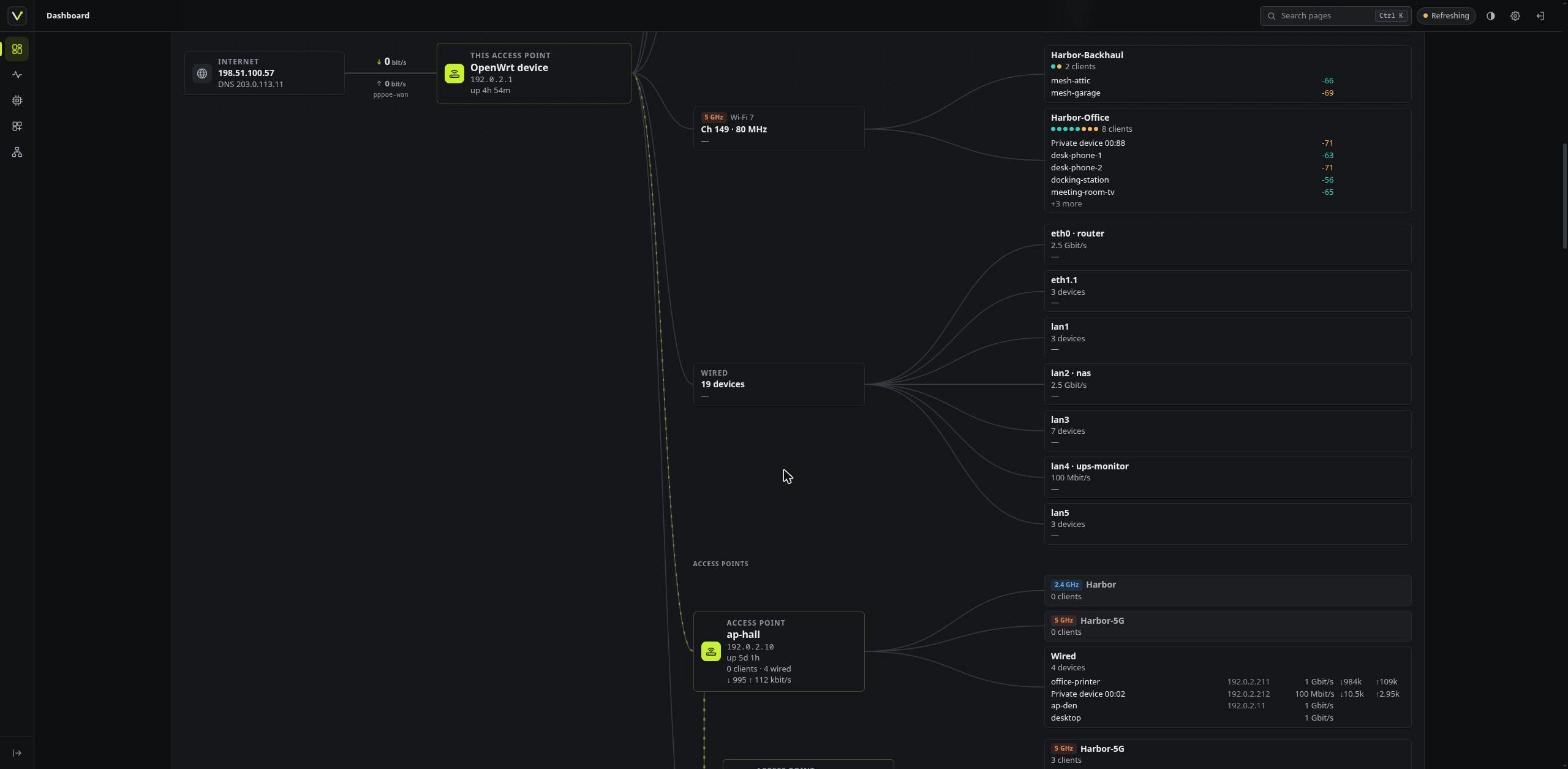 Dashboard
Search pages
Ctrl K
Refreshing
INTERNET
198.51.100.57
DNS 203.0.113.11
↓ 0 bit/s
↑ 0 bit/s
pppoe-wan
THIS ACCESS POINT
OpenWrt device
192.0.2.1
up 4h 54m
5 GHz Wi-Fi 7
Ch 149 · 80 MHz
—
Harbor-Backhaul
2 clients
mesh-attic -66
mesh-garage -69
Harbor-Office
8 clients
Private device 00:88 -71
desk-phone-1 -63
desk-phone-2 -71
docking-station -56
meeting-room-tv -65
+3 more
WIRED
19 devices
—
eth0 · router
2.5 Gbit/s
—
eth1.1
3 devices
—
lan1
3 devices
—
lan2 · nas
2.5 Gbit/s
—
lan3
7 devices
—
lan4 · ups-monitor
100 Mbit/s
—
lan5
3 devices
—
ACCESS POINTS
ACCESS POINT
ap-hall
192.0.2.10
up 5d 1h
0 clients · 4 wired
↓ 995 ↑ 112 kbit/s
2.4 GHz Harbor
0 clients
5 GHz Harbor-5G
0 clients
Wired
4 devices
office-printer 192.0.2.211 1 Gbit/s ↓984k ↑109k
Private device 00:02 192.0.2.212 100 Mbit/s ↓10.5k ↑2.95k
ap-den 192.0.2.11 1 Gbit/s
desktop 1 Gbit/s
5 GHz Harbor-5G
3 clients
ACCESS POINT